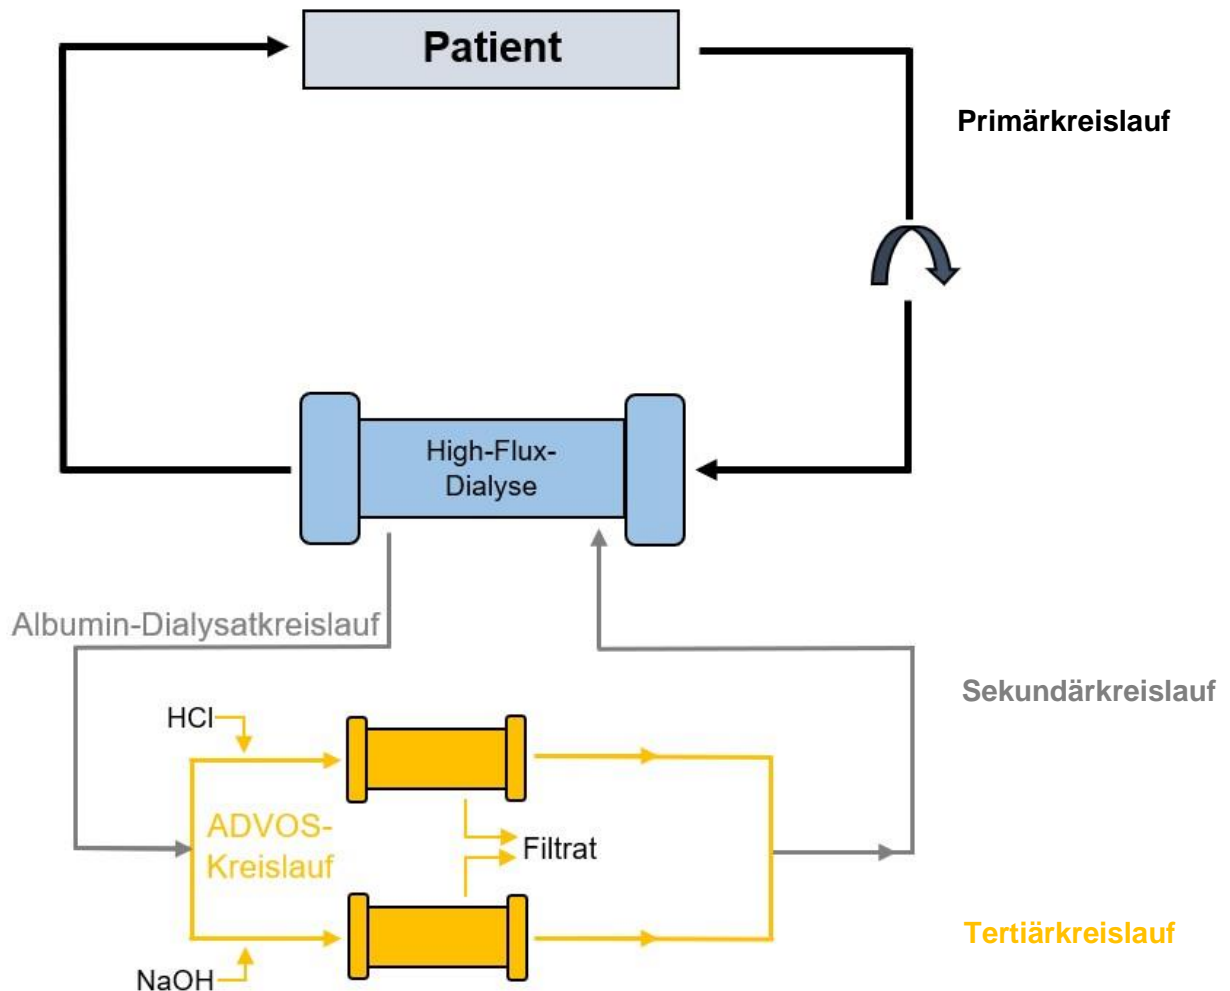 Patient
Primärkreislauf
High-Flux-
Dialyse
Albumin-Dialysatkreislauf
Sekundärkreislauf
HCl
ADVOS-
Kreislauf
Filtrat
Tertiärkreislauf
NaOH